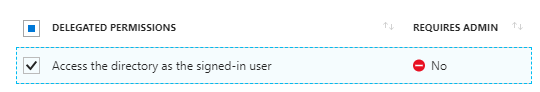 DELEGATED PERMISSIONS REQUIRES ADMIN
Access the directory as the signed-in user No